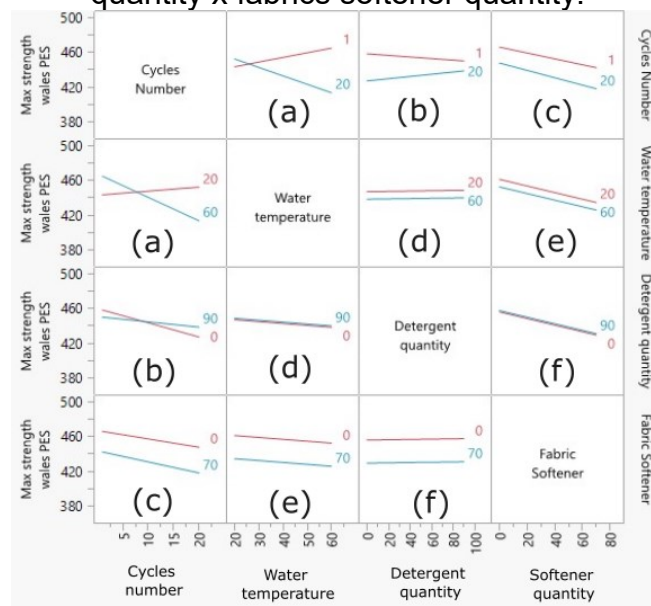 quantity x fabrics softener quantity.
500
460
420
380
Max strength
wales PES
Cycles
Number
1
20
(a)
1
20
(b)
1
20
(c)
Cycles Number
500
460
420
380
Max strength
wales PES
20
60
(a)
Water
temperature
20
60
(d)
20
60
(e)
Water temperature
500
460
420
380
Max strength
wales PES
90
0
(b)
90
0
(d)
Detergent
quantity
90
0
(f)
Detergent quantity
500
460
420
380
Max strength
wales PES
0
70
(c)
0
70
(e)
0
70
(f)
Fabric
Softener
Fabric Softener
5 10 15 20
20 30 40 50 60
0 20 40 60 80 100
0 20 40 60 80
Cycles
number
Water
temperature
Detergent
quantity
Softener
quantity